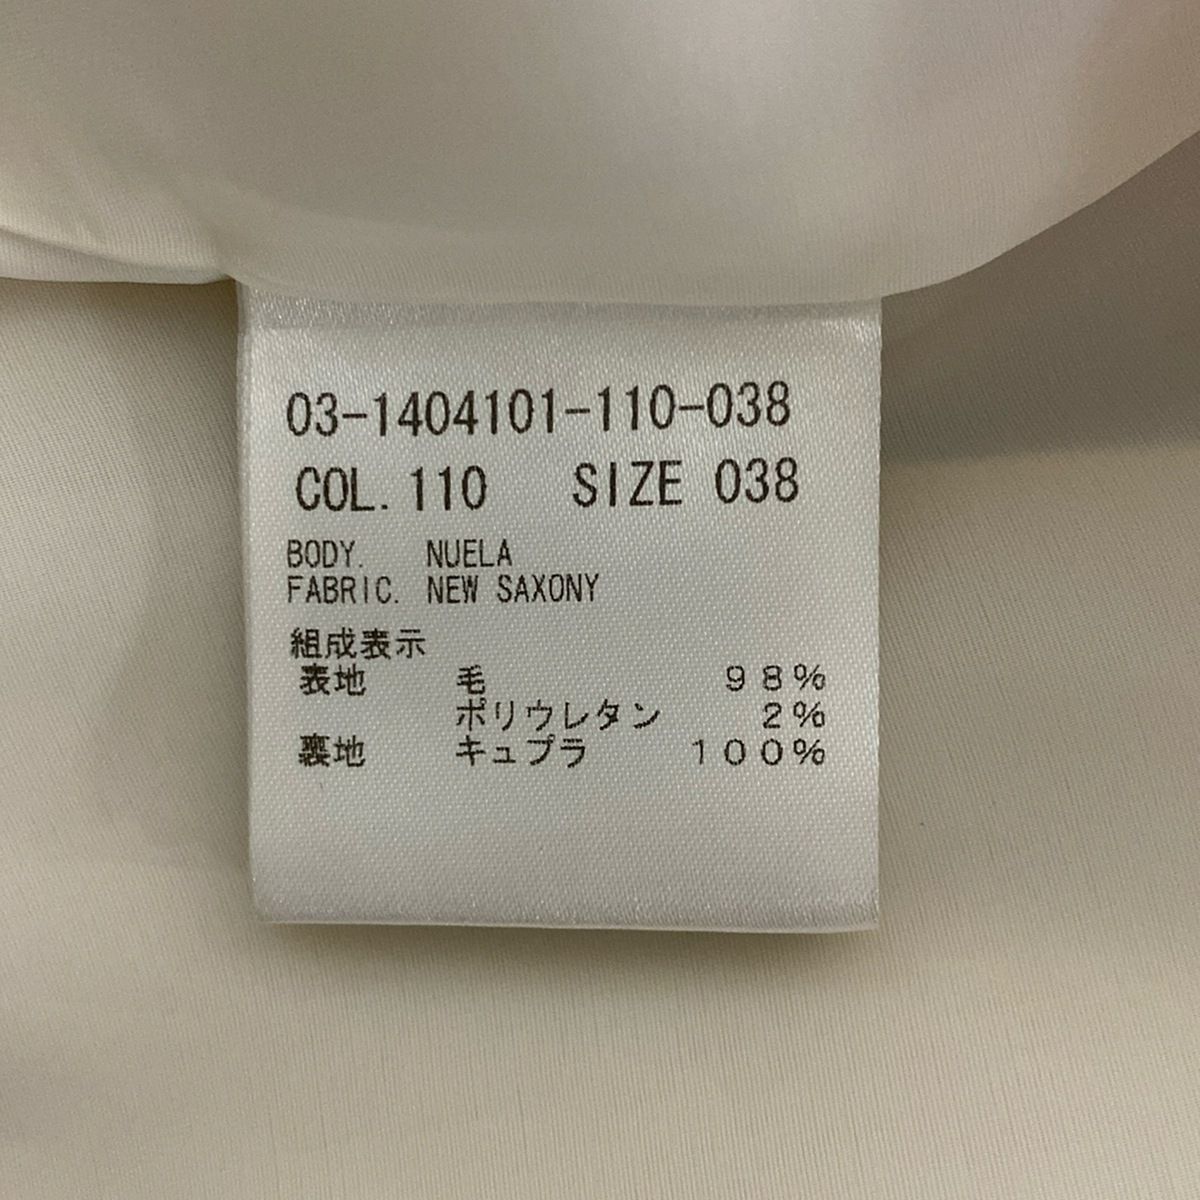 03-1404101-110-038
COL. 110 SIZE 038
BODY. NUELA
FABRIC. NEW SAXONY
組成表示
表地 毛 98%
ポリウレタン 2%
裏地 キュプラ 100%